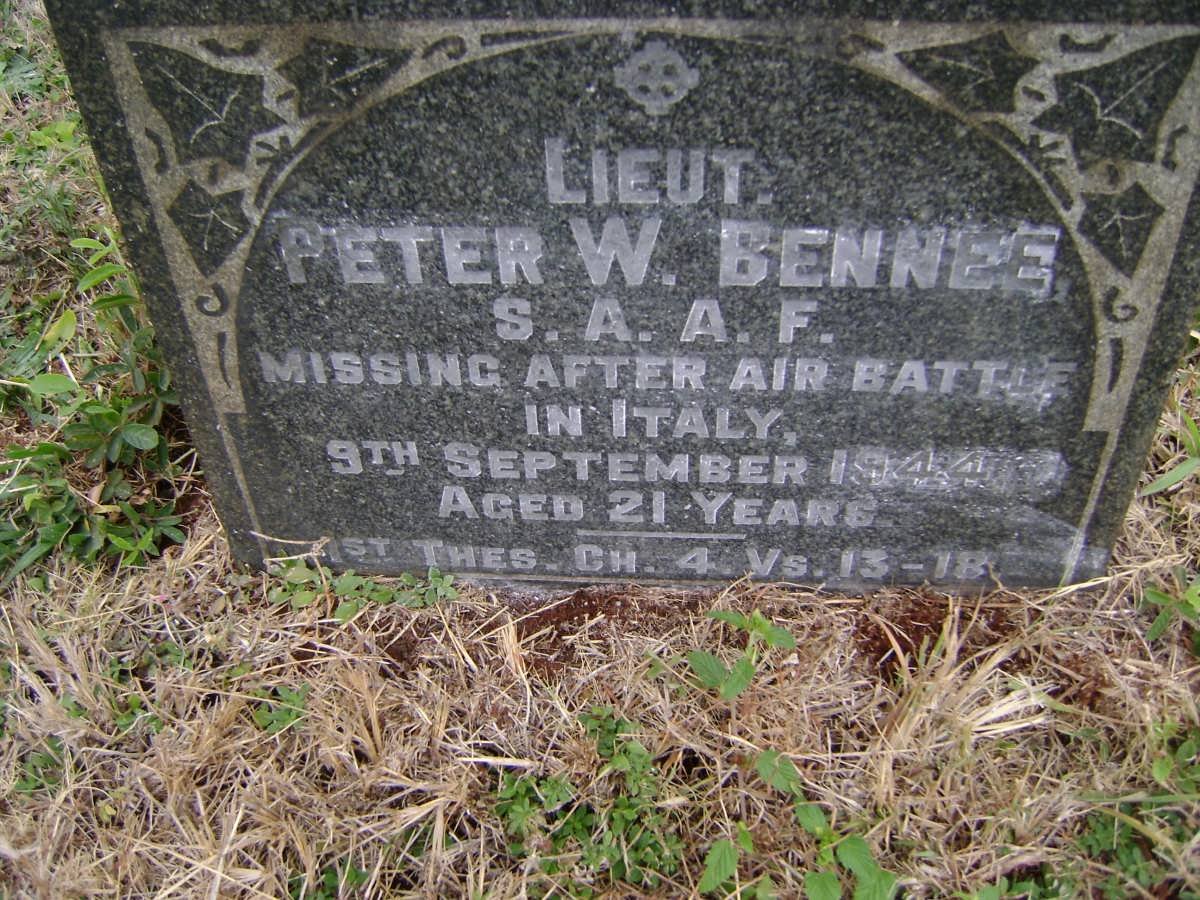 LIEUT.
PETER W. BENNEE,
S. A. A. F.
MISSING AFTER AIR BATTLE
IN ITALY,
9TH SEPTEMBER 1944
AGED 21 YEARS.
1ST THES. CH. 4. VS. 13-18